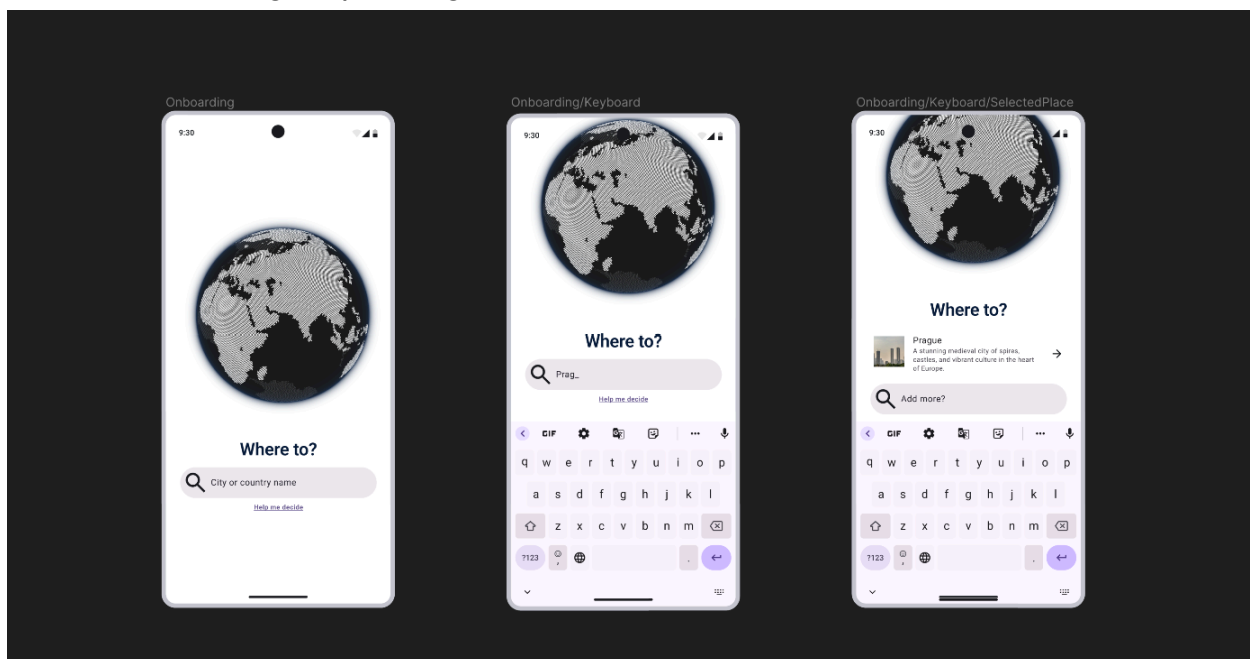 Onboarding
9:30
Where to?
City or country name
Help me decide
Onboarding/Keyboard
9:30
Where to?
Prag_
Help me decide
GIF
q w e r t y u i o p
a s d f g h j k l
z x c v b n m
?123 , .
Onboarding/Keyboard/SelectedPlace
9:30
Where to?
Prague
A stunning medieval city of spires,
castles, and vibrant culture in the heart
of Europe.
Add more?
GIF
q w e r t y u i o p
a s d f g h j k l
z x c v b n m
?123 , .